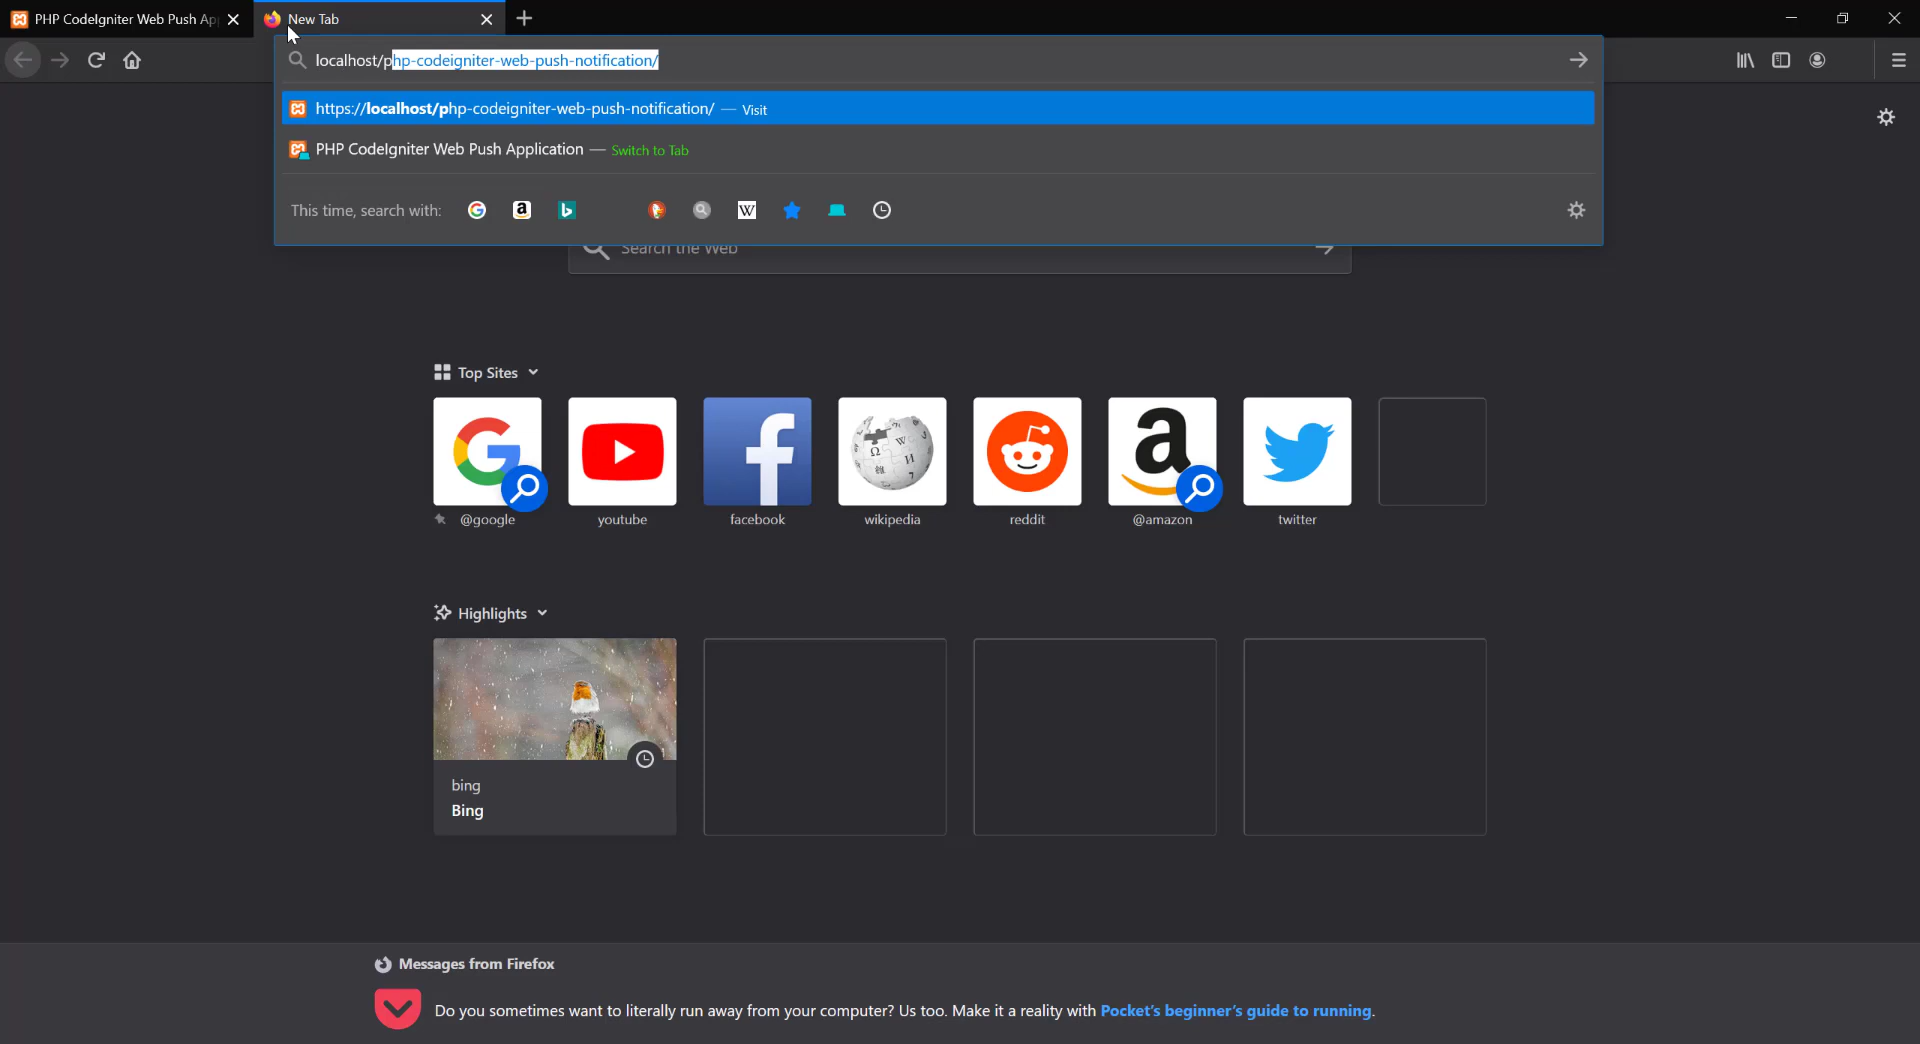 PHP CodeIgniter Web Push Ap
New Tab
localhost/php-codeigniter-web-push-notification/
https://localhost/php-codeigniter-web-push-notification/ — Visit
PHP CodeIgniter Web Push Application — Switch to Tab
This time, search with:
Search the Web
Top Sites
@google
youtube
facebook
wikipedia
reddit
@amazon
twitter
Highlights
bing
Bing
Messages from Firefox
Do you sometimes want to literally run away from your computer? Us too. Make it a reality with Pocket's beginner's guide to running.